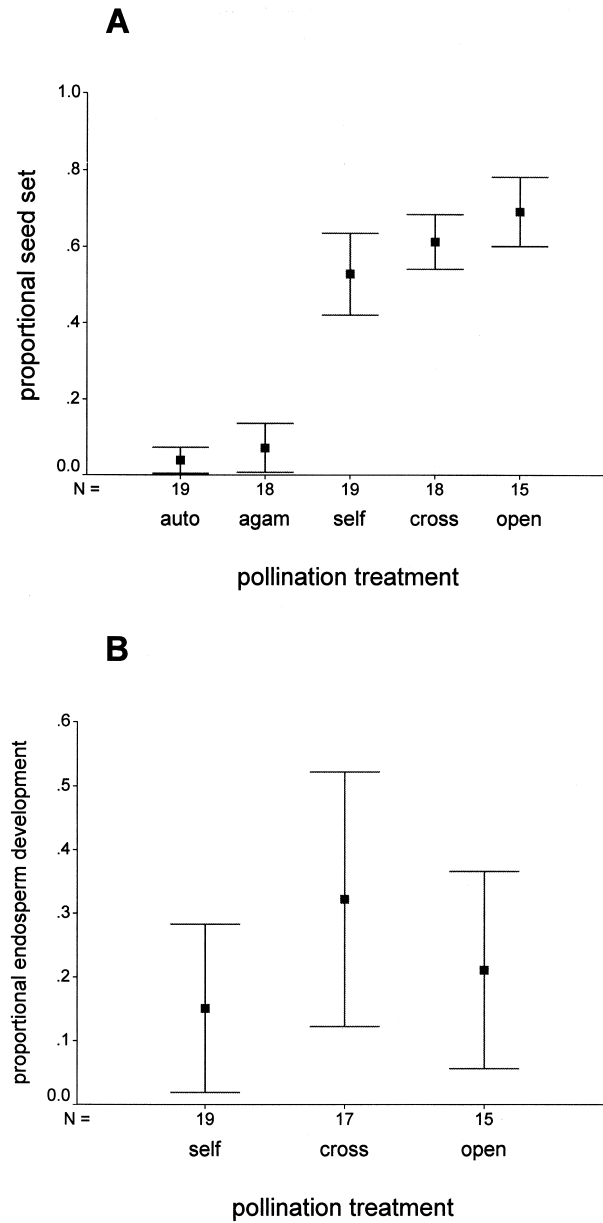 A
proportional seed set
1.0
.8
.6
.4
.2
0.0
N = 19 18 19 18 15
auto agam self cross open
pollination treatment
B
proportional endosperm development
.6
.5
.4
.3
.2
.1
0.0
N = 19 17 15
self cross open
pollination treatment